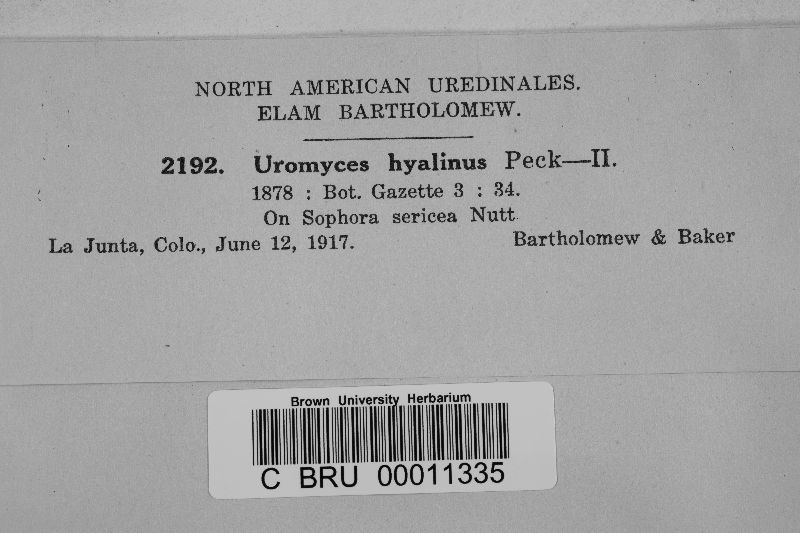 NORTH AMERICAN UREDINALES.
ELAM BARTHOLOMEW.
2192. Uromyces hyalinus Peck—II.
1878 : Bot. Gazette 3 : 34.
On Sophora sericea Nutt
La Junta, Colo., June 12, 1917. Bartholomew & Baker
Brown University Herbarium
C BRU 00011335